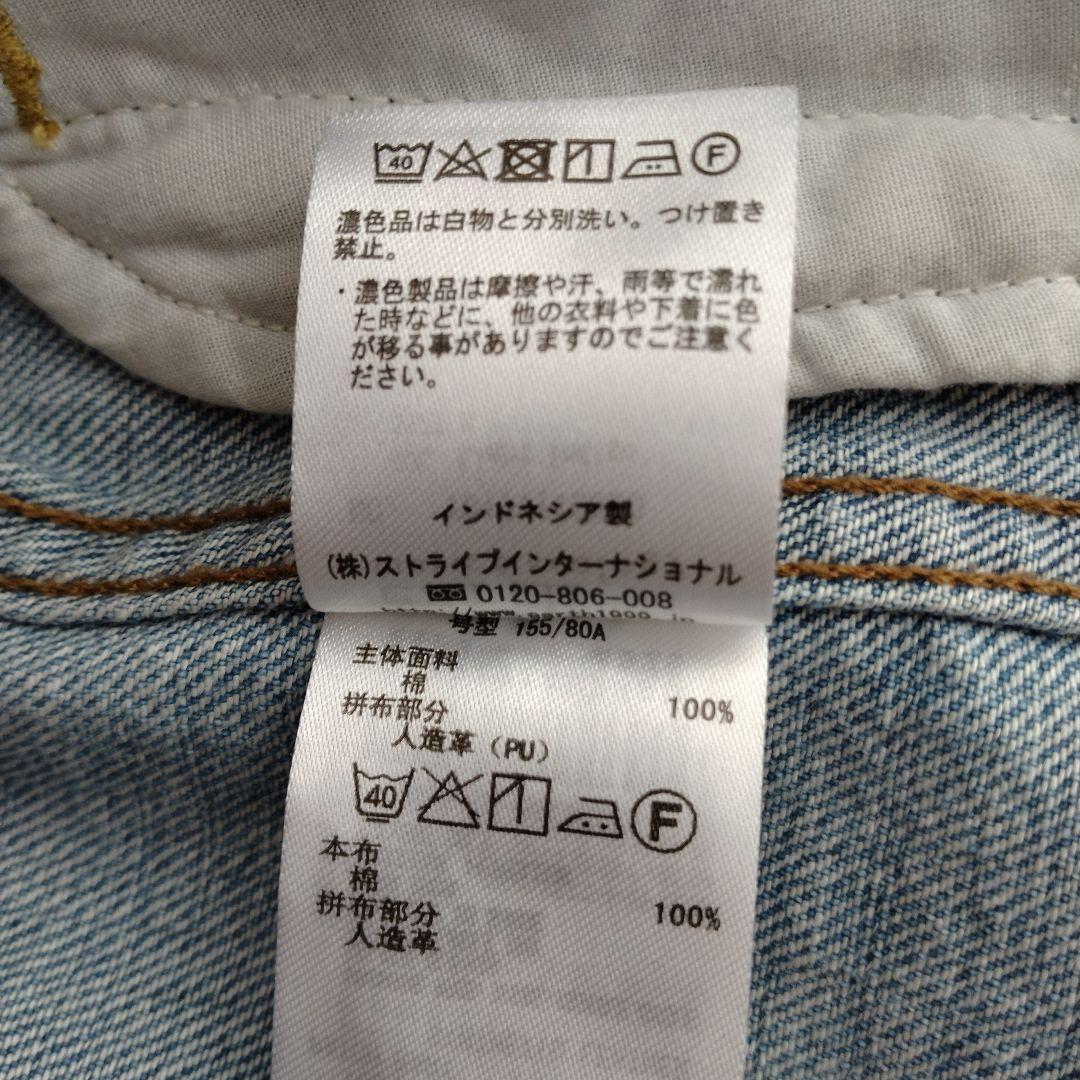 40 F
濃色品は白物と分別洗い。つけ置き
禁止。
・濃色製品は摩擦や汗、雨等で濡れ
た時などに、他の衣料や下着に色
が移る事がありますのでご注意く
ださい。
インドネシア製
(株)ストライプインターナショナル
0120-806-008
号型 155/80A
主体面料
棉 100%
拼布部分
人造革 (PU)
40 F
本布
棉 100%
拼布部分
人造革